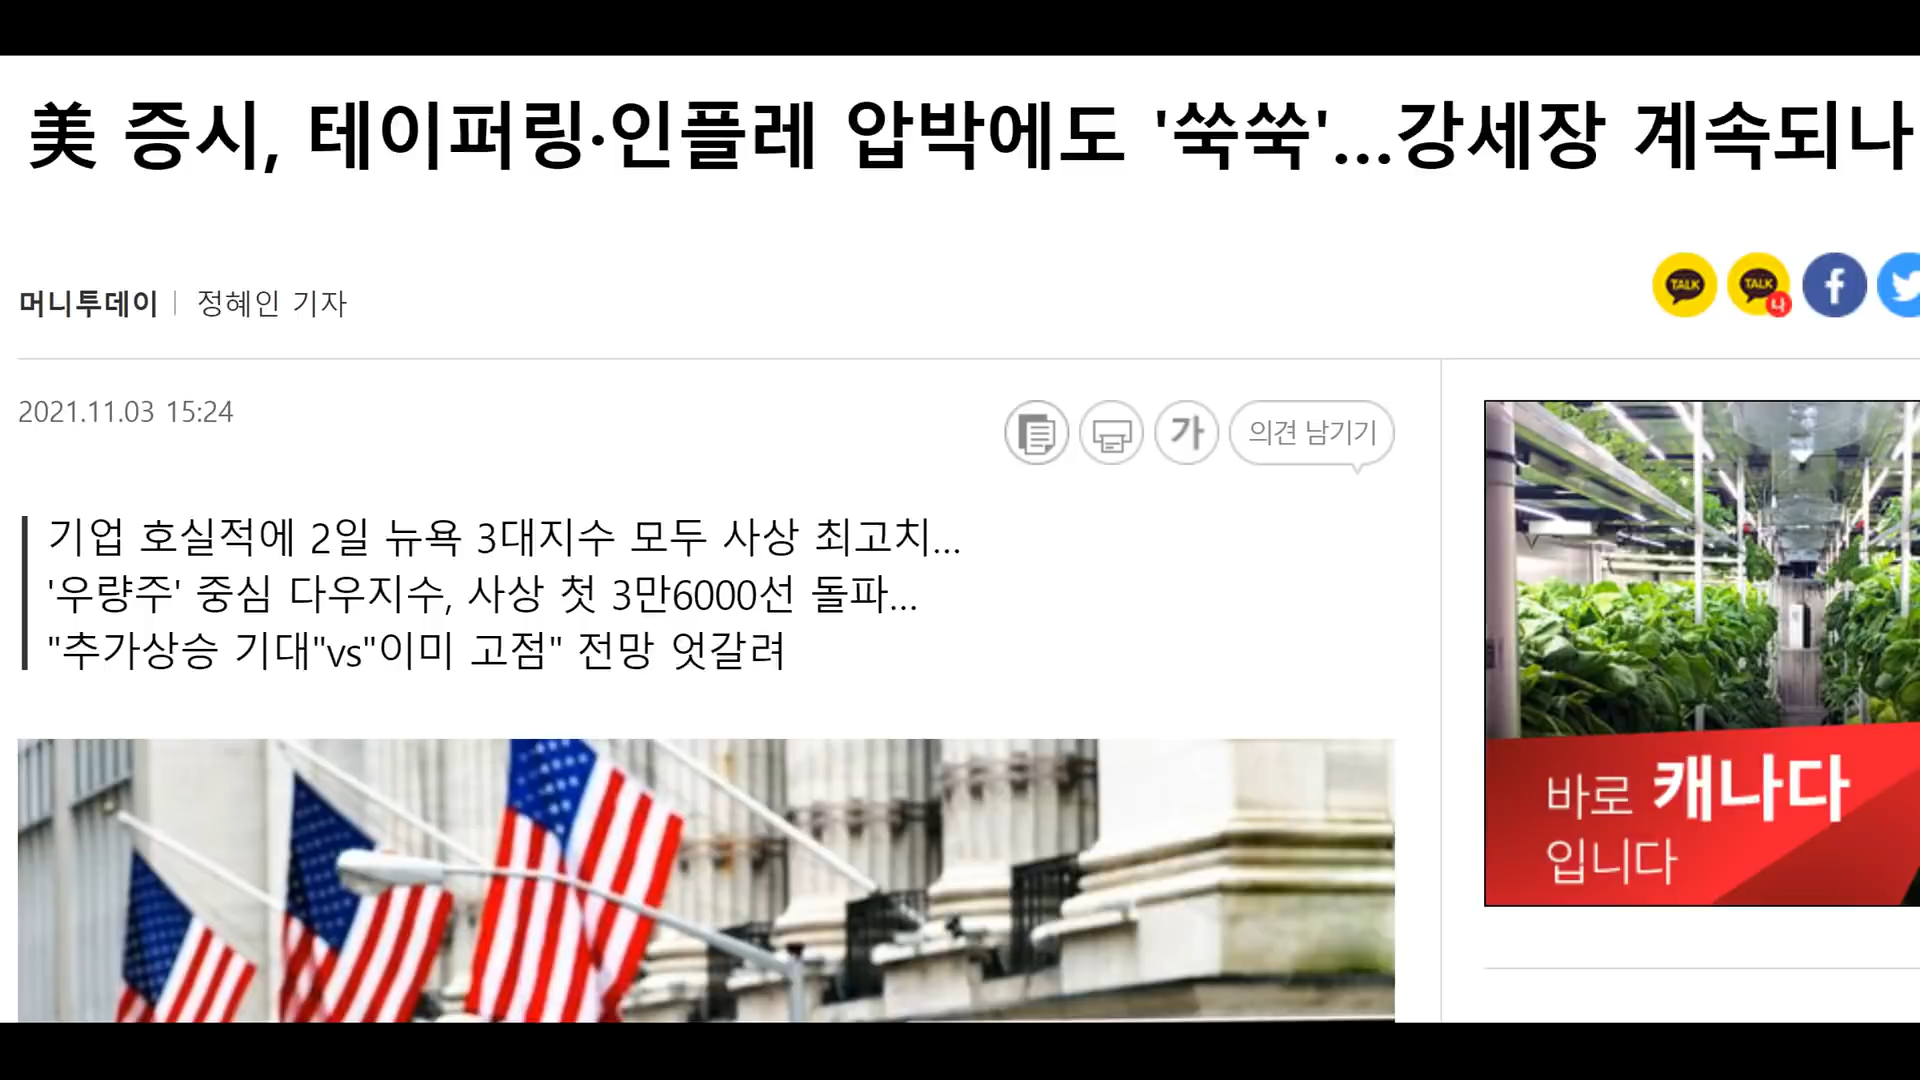 美 증시, 테이퍼링·인플레 압박에도 '쑥쑥'...강세장 계속되나
머니투데이 | 정혜인 기자
TALK
TALK
나
f
2021.11.03 15:24
가
의견 남기기
기업 호실적에 2일 뉴욕 3대지수 모두 사상 최고치...
'우량주' 중심 다우지수, 사상 첫 3만6000선 돌파...
"추가상승 기대"vs"이미 고점" 전망 엇갈려
바로 캐나다
입니다